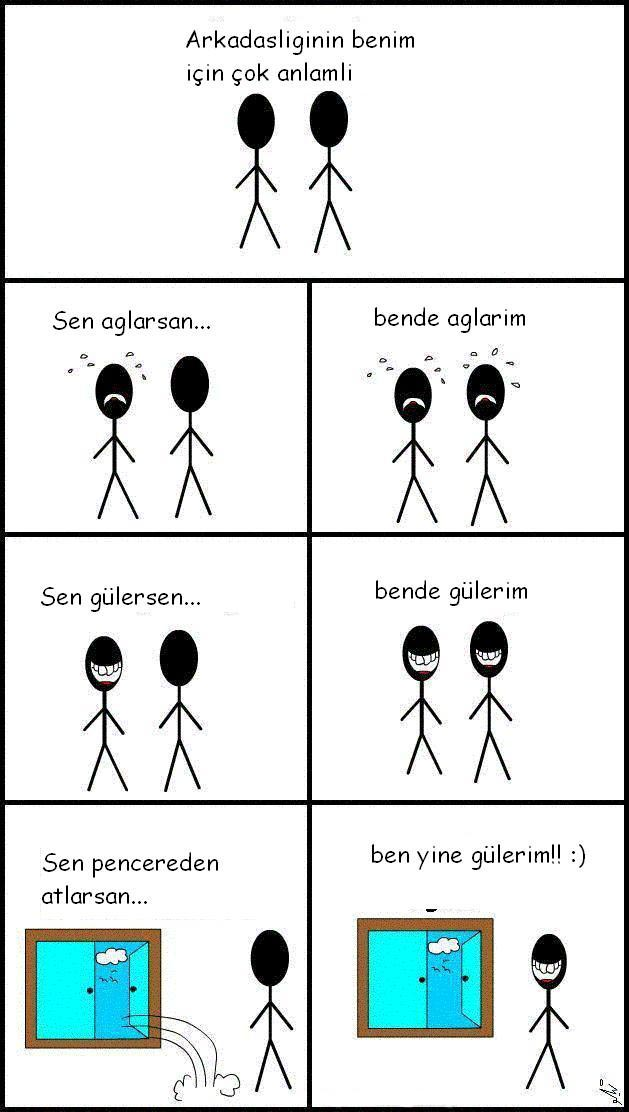 Arkadasliginin benim
için çok anlamli
Sen aglarsan...
bende aglarim
Sen gülersen...
bende gülerim
Sen pencereden
atlarsan...
ben yine gülerim!! :)